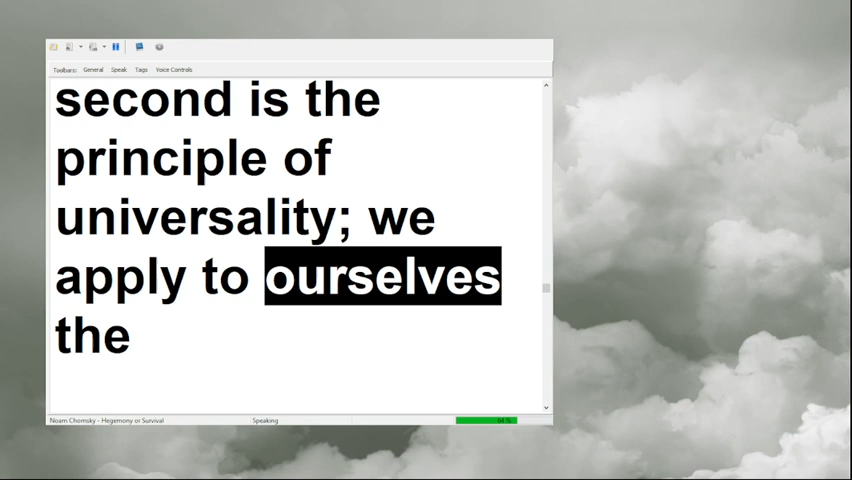 Toolbars: General Speak Tags Voice Controls
second is the
principle of
universality; we
apply to ourselves
the
Noam Chomsky - Hegemony or Survival Speaking 64 %